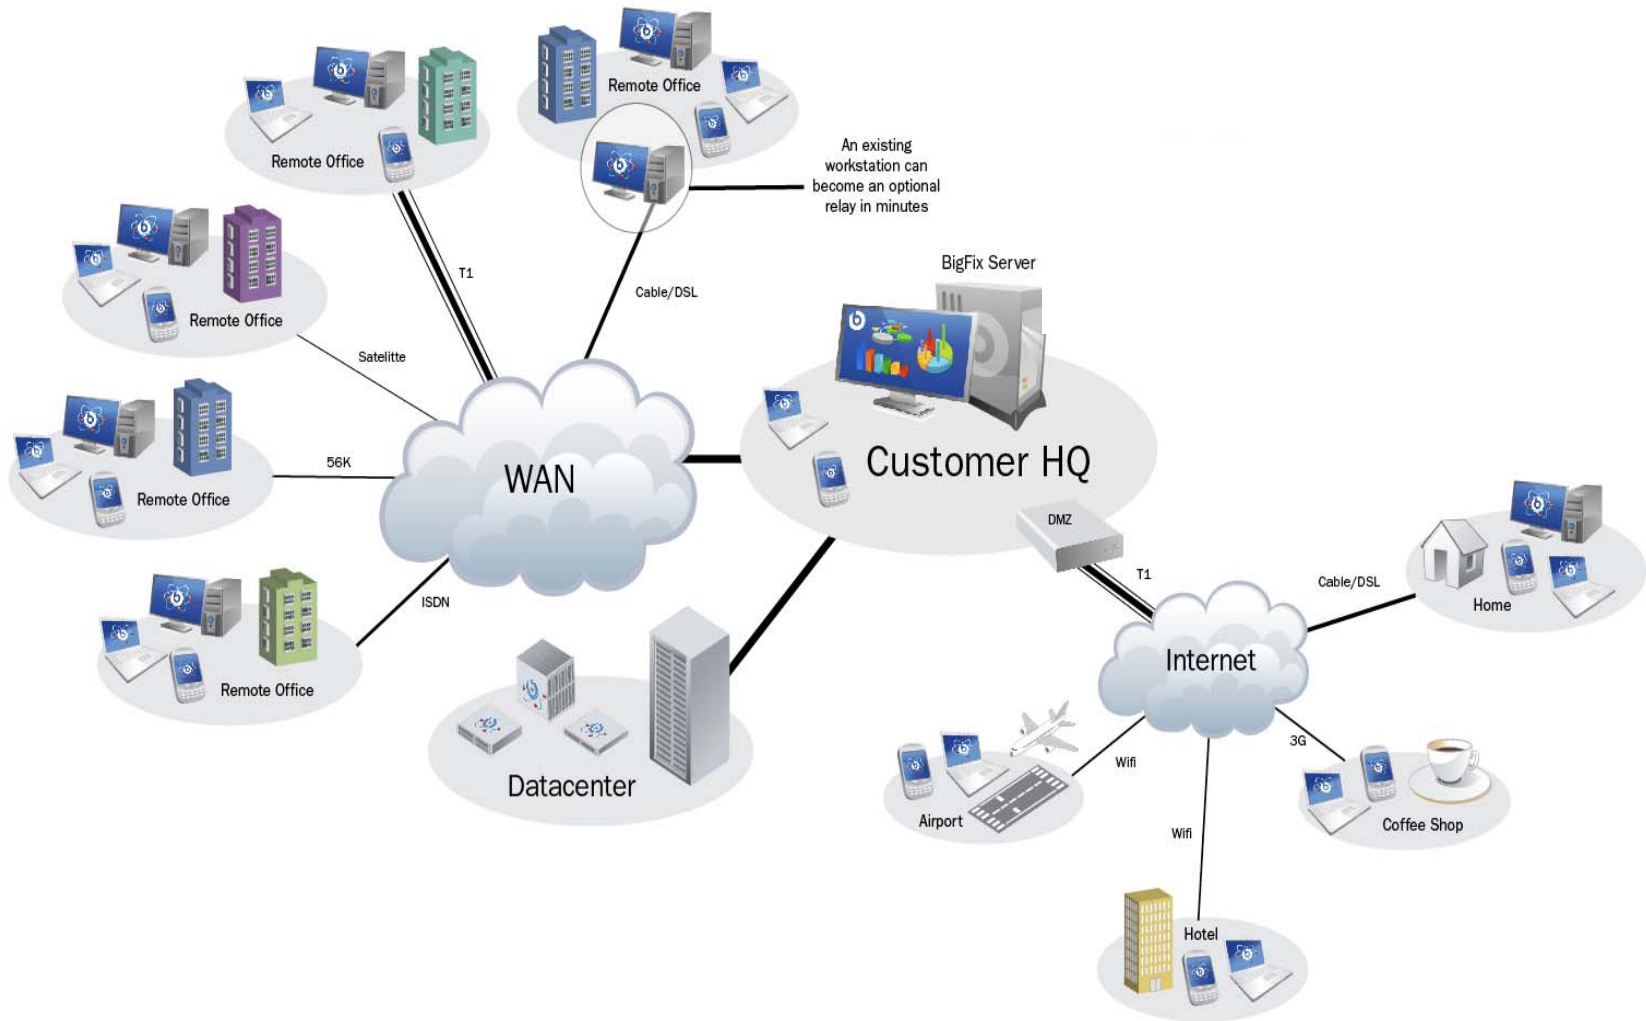 Remote Office
Remote Office
An existing
workstation can
become an optional
relay in minutes
T1
Cable/DSL
BigFix Server
Remote Office
Satelitte
WAN
Customer HQ
56K
Remote Office
DMZ
T1
Cable/DSL
Home
ISDN
Remote Office
Internet
Datacenter
3G
Wifi
Airport
Coffee Shop
Wifi
Hotel